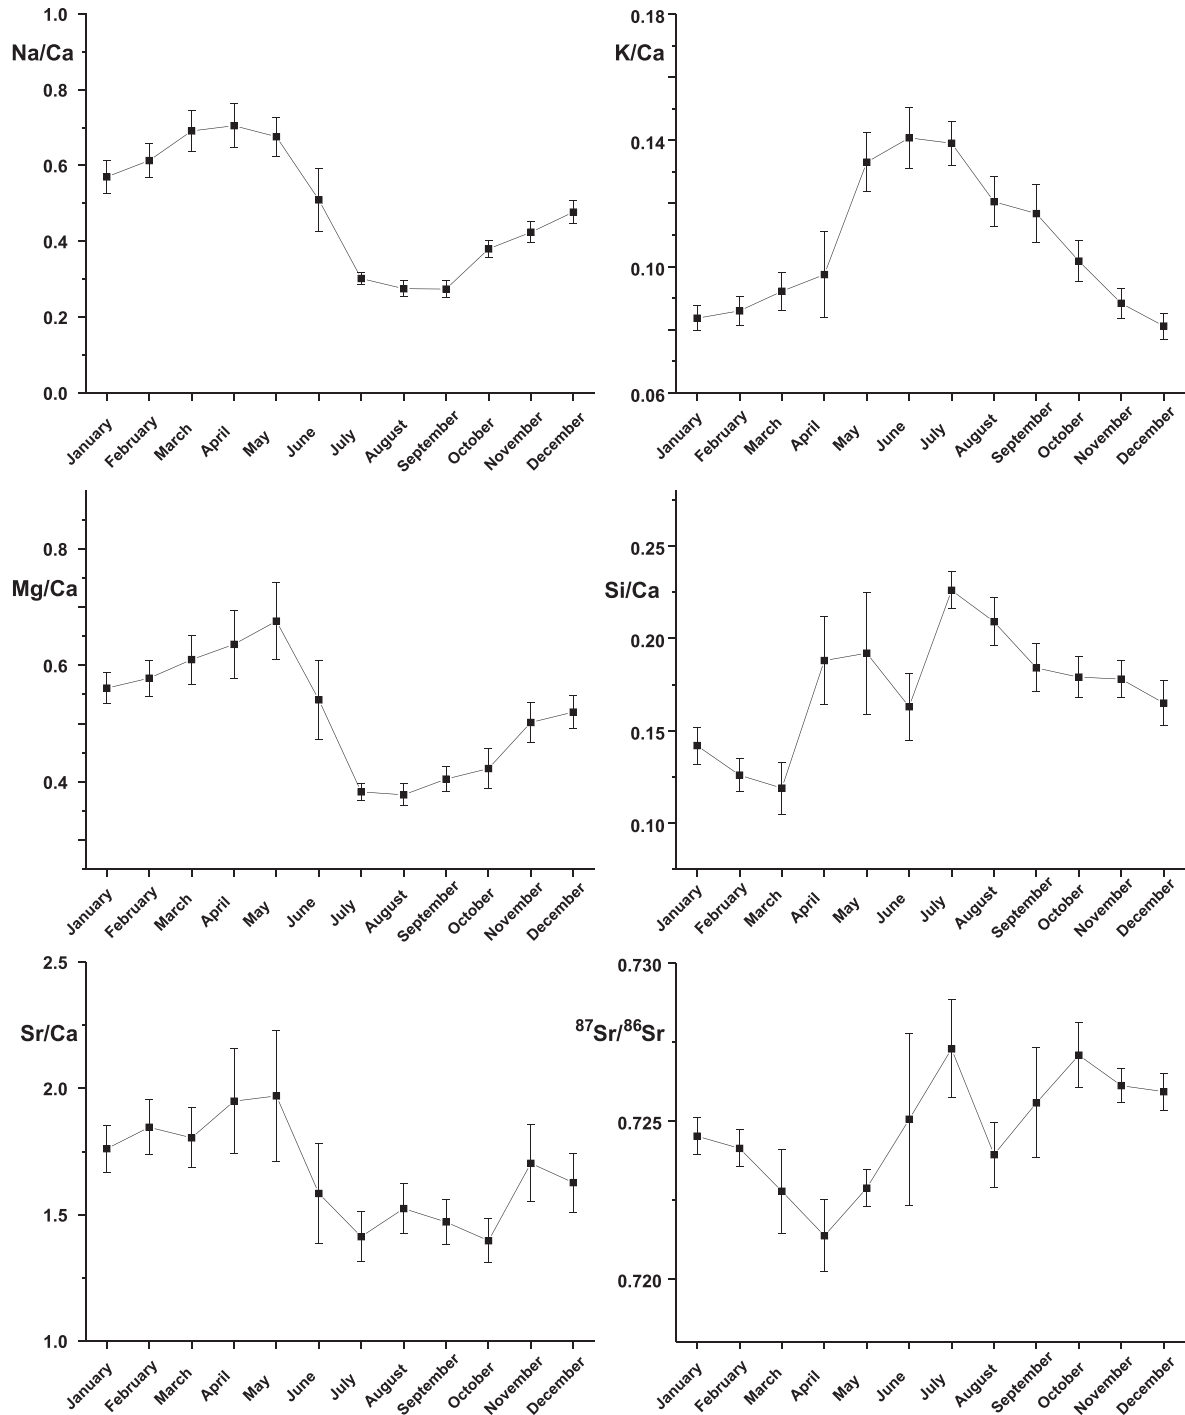 1.0
Na/Ca
0.8
0.6
0.4
0.2
0.0
January February March April May June July August September October November December
0.18
K/Ca
0.14
0.10
0.06
January February March April May June July August September October November December
0.8
Mg/Ca
0.6
0.4
January February March April May June July August September October November December
0.25
Si/Ca
0.20
0.15
0.10
January February March April May June July August September October November December
2.5
Sr/Ca
2.0
1.5
1.0
January February March April May June July August September October November December
0.730
⁸⁷Sr/⁸⁶Sr
0.725
0.720
January February March April May June July August September October November December